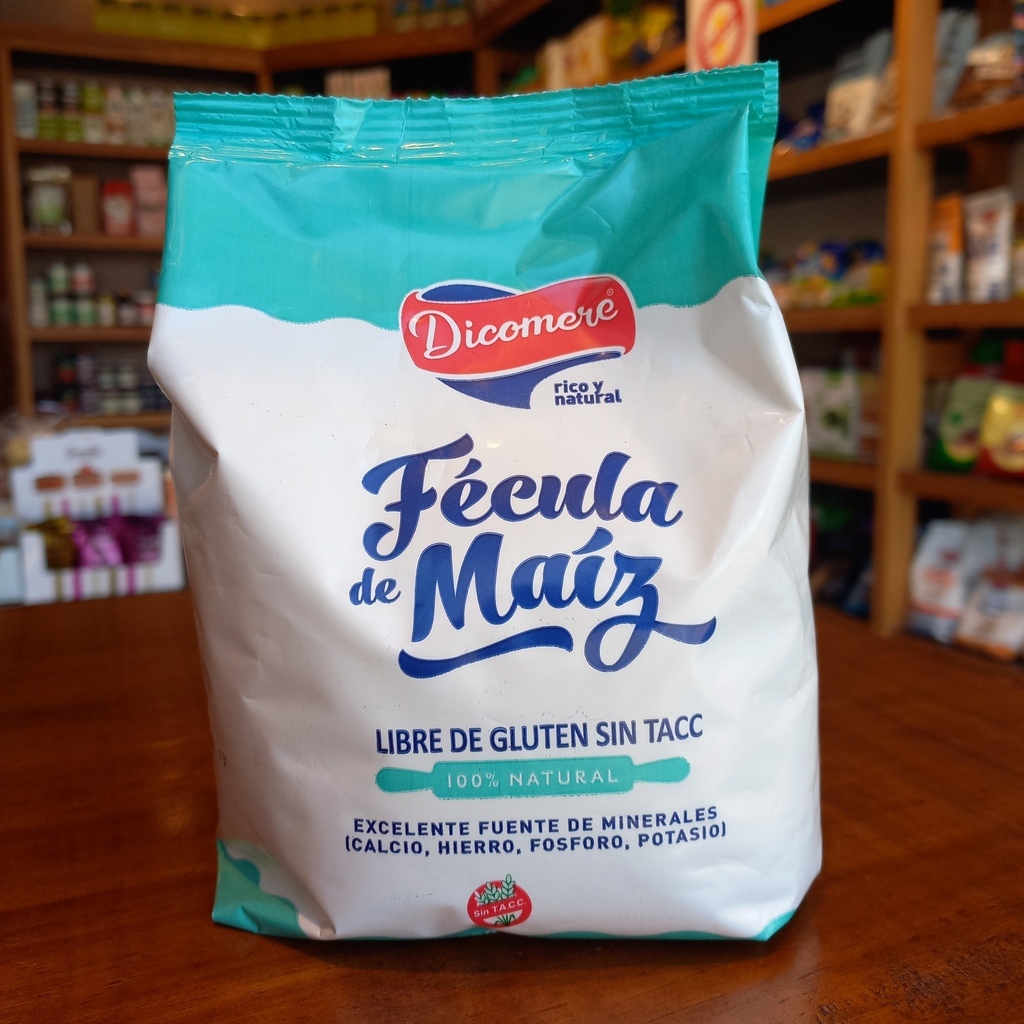 Dicomere®
rico y
natural
Fécula
de Maíz
LIBRE DE GLUTEN SIN TACC
100% NATURAL
EXCELENTE FUENTE DE MINERALES
(CALCIO, HIERRO, FOSFORO, POTASIO)
Sin T.A.C.C.